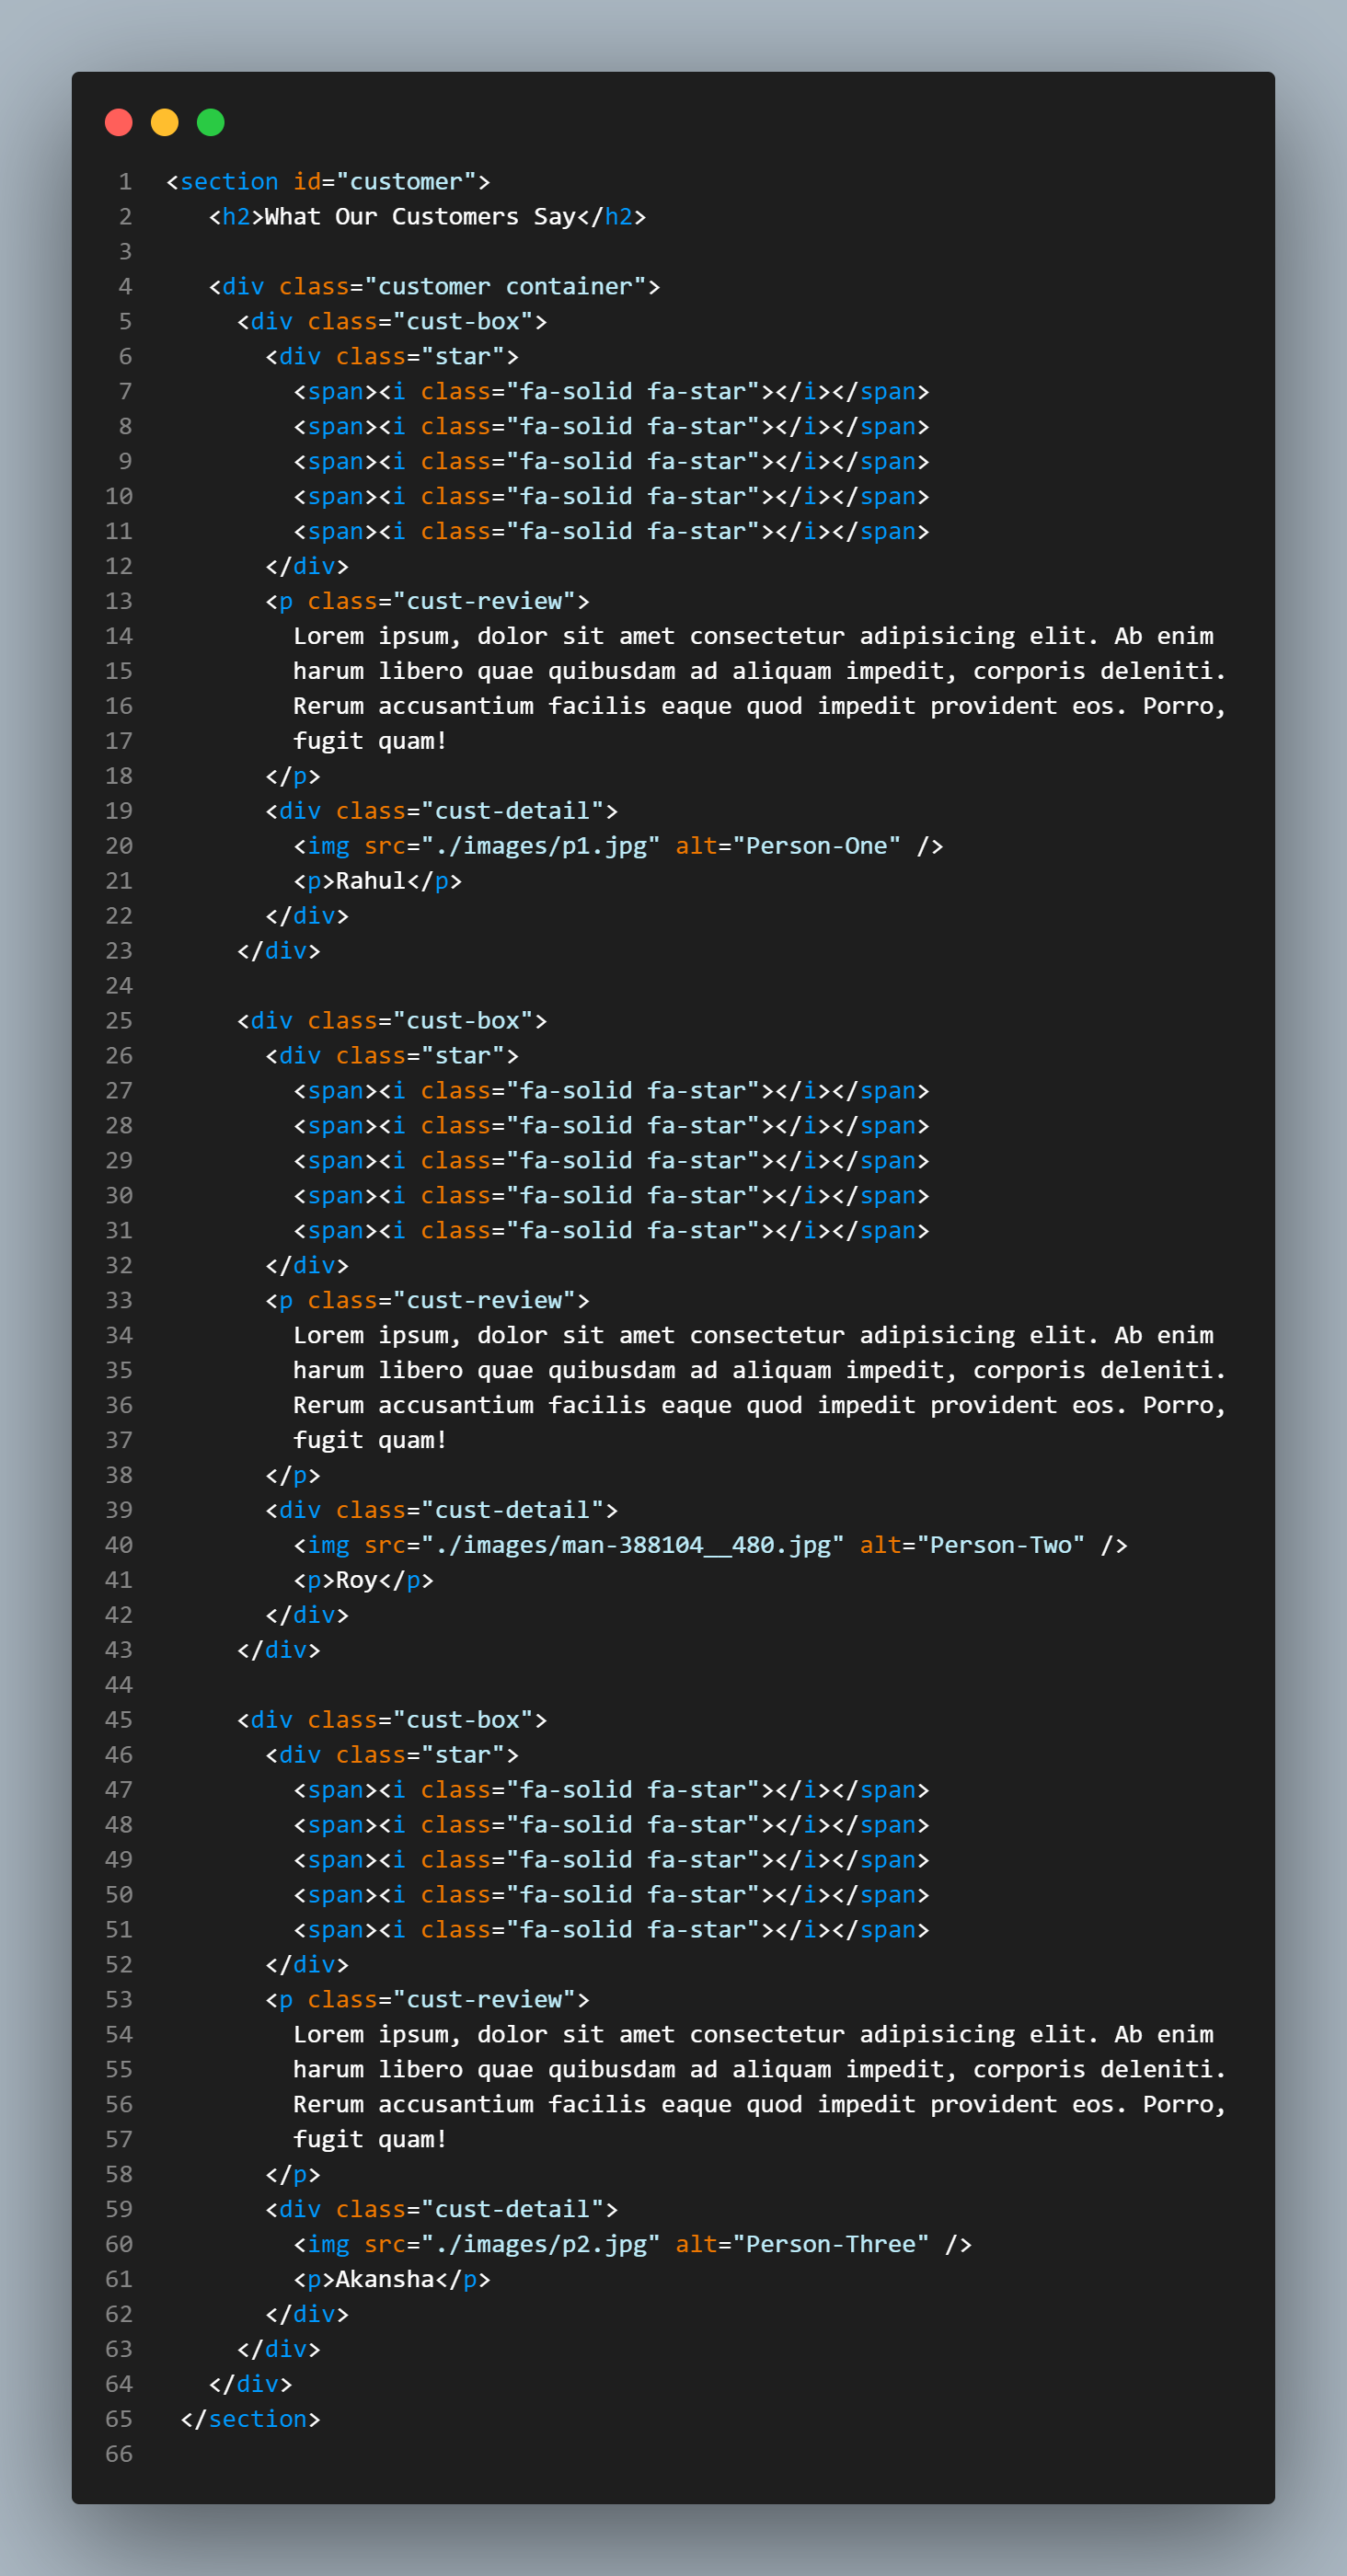 1 <section id="customer">
2    <h2>What Our Customers Say</h2>
3
4    <div class="customer container">
5      <div class="cust-box">
6        <div class="star">
7          <span><i class="fa-solid fa-star"></i></span>
8          <span><i class="fa-solid fa-star"></i></span>
9          <span><i class="fa-solid fa-star"></i></span>
10          <span><i class="fa-solid fa-star"></i></span>
11          <span><i class="fa-solid fa-star"></i></span>
12        </div>
13        <p class="cust-review">
14          Lorem ipsum, dolor sit amet consectetur adipisicing elit. Ab enim
15          harum libero quae quibusdam ad aliquam impedit, corporis deleniti.
16          Rerum accusantium facilis eaque quod impedit provident eos. Porro,
17          fugit quam!
18        </p>
19        <div class="cust-detail">
20          <img src="./images/p1.jpg" alt="Person-One" />
21          <p>Rahul</p>
22        </div>
23      </div>
24
25      <div class="cust-box">
26        <div class="star">
27          <span><i class="fa-solid fa-star"></i></span>
28          <span><i class="fa-solid fa-star"></i></span>
29          <span><i class="fa-solid fa-star"></i></span>
30          <span><i class="fa-solid fa-star"></i></span>
31          <span><i class="fa-solid fa-star"></i></span>
32        </div>
33        <p class="cust-review">
34          Lorem ipsum, dolor sit amet consectetur adipisicing elit. Ab enim
35          harum libero quae quibusdam ad aliquam impedit, corporis deleniti.
36          Rerum accusantium facilis eaque quod impedit provident eos. Porro,
37          fugit quam!
38        </p>
39        <div class="cust-detail">
40          <img src="./images/man-388104__480.jpg" alt="Person-Two" />
41          <p>Roy</p>
42        </div>
43      </div>
44
45      <div class="cust-box">
46        <div class="star">
47          <span><i class="fa-solid fa-star"></i></span>
48          <span><i class="fa-solid fa-star"></i></span>
49          <span><i class="fa-solid fa-star"></i></span>
50          <span><i class="fa-solid fa-star"></i></span>
51          <span><i class="fa-solid fa-star"></i></span>
52        </div>
53        <p class="cust-review">
54          Lorem ipsum, dolor sit amet consectetur adipisicing elit. Ab enim
55          harum libero quae quibusdam ad aliquam impedit, corporis deleniti.
56          Rerum accusantium facilis eaque quod impedit provident eos. Porro,
57          fugit quam!
58        </p>
59        <div class="cust-detail">
60          <img src="./images/p2.jpg" alt="Person-Three" />
61          <p>Akansha</p>
62        </div>
63      </div>
64    </div>
65  </section>
66